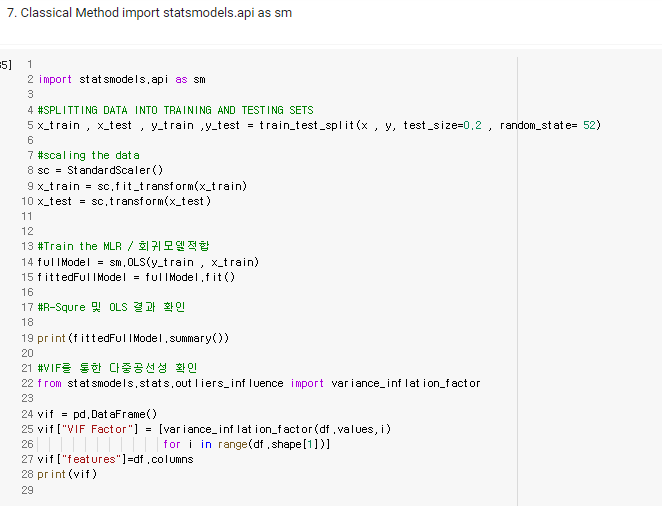 7. Classical Method import statsmodels.api as sm
35] 1
2 import statsmodels.api as sm
3
4 #SPLITTING DATA INTO TRAINING AND TESTING SETS
5 x_train , x_test , y_train ,y_test = train_test_split(x , y, test_size=0.2 , random_state= 52)
6
7 #scaling the data
8 sc = StandardScaler()
9 x_train = sc.fit_transform(x_train)
10 x_test = sc.transform(x_test)
11
12
13 #Train the MLR / 회귀모델적합
14 fullModel = sm.OLS(y_train , x_train)
15 fittedFullModel = fullModel.fit()
16
17 #R-Squre 및 OLS 결과 확인
18
19 print(fittedFullModel.summary())
20
21 #VIF을 통한 다중공선성 확인
22 from statsmodels.stats.outliers_influence import variance_inflation_factor
23
24 vif = pd.DataFrame()
25 vif["VIF Factor"] = [variance_inflation_factor(df.values,i)
26 for i in range(df.shape[1])]
27 vif["features"]=df.columns
28 print(vif)
29